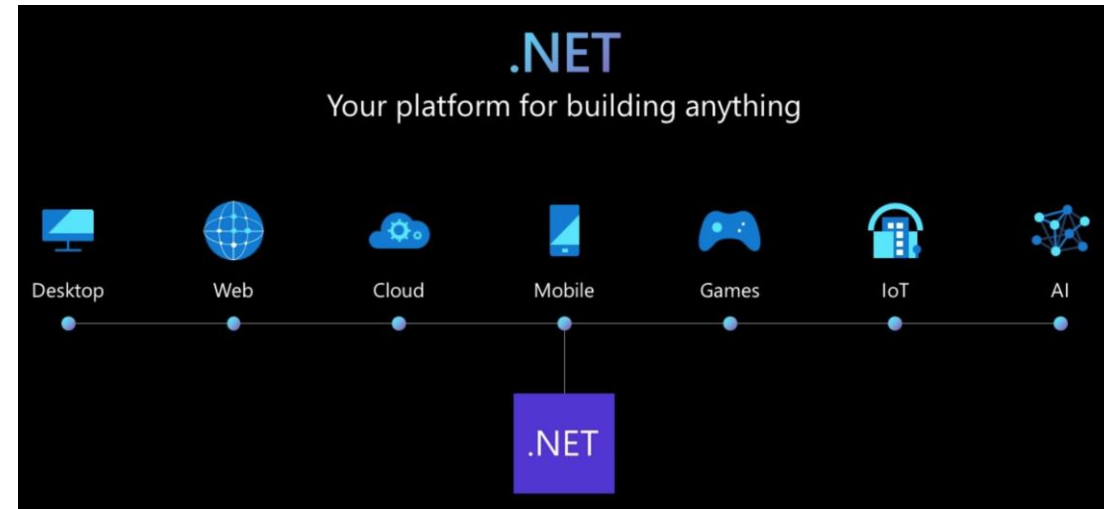 .NET
Your platform for building anything
Desktop Web Cloud Mobile Games IoT AI
.NET